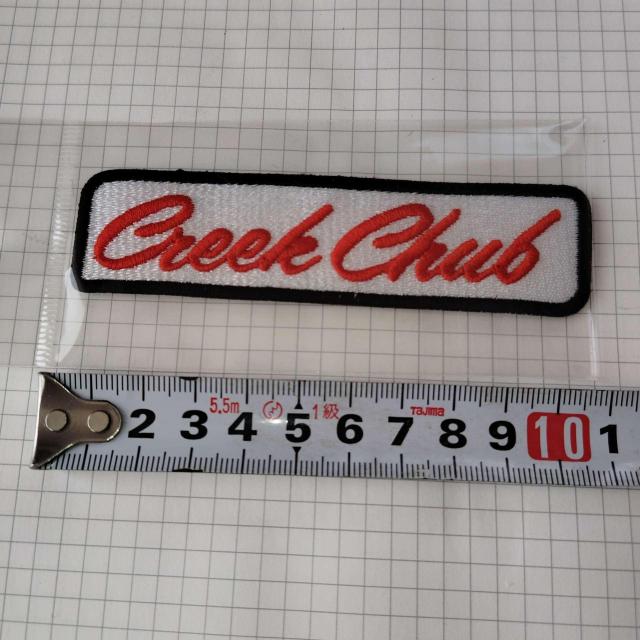 Creek Chub
5.5m 1級 Tajima
2 3 4 5 6 7 8 9 10 1